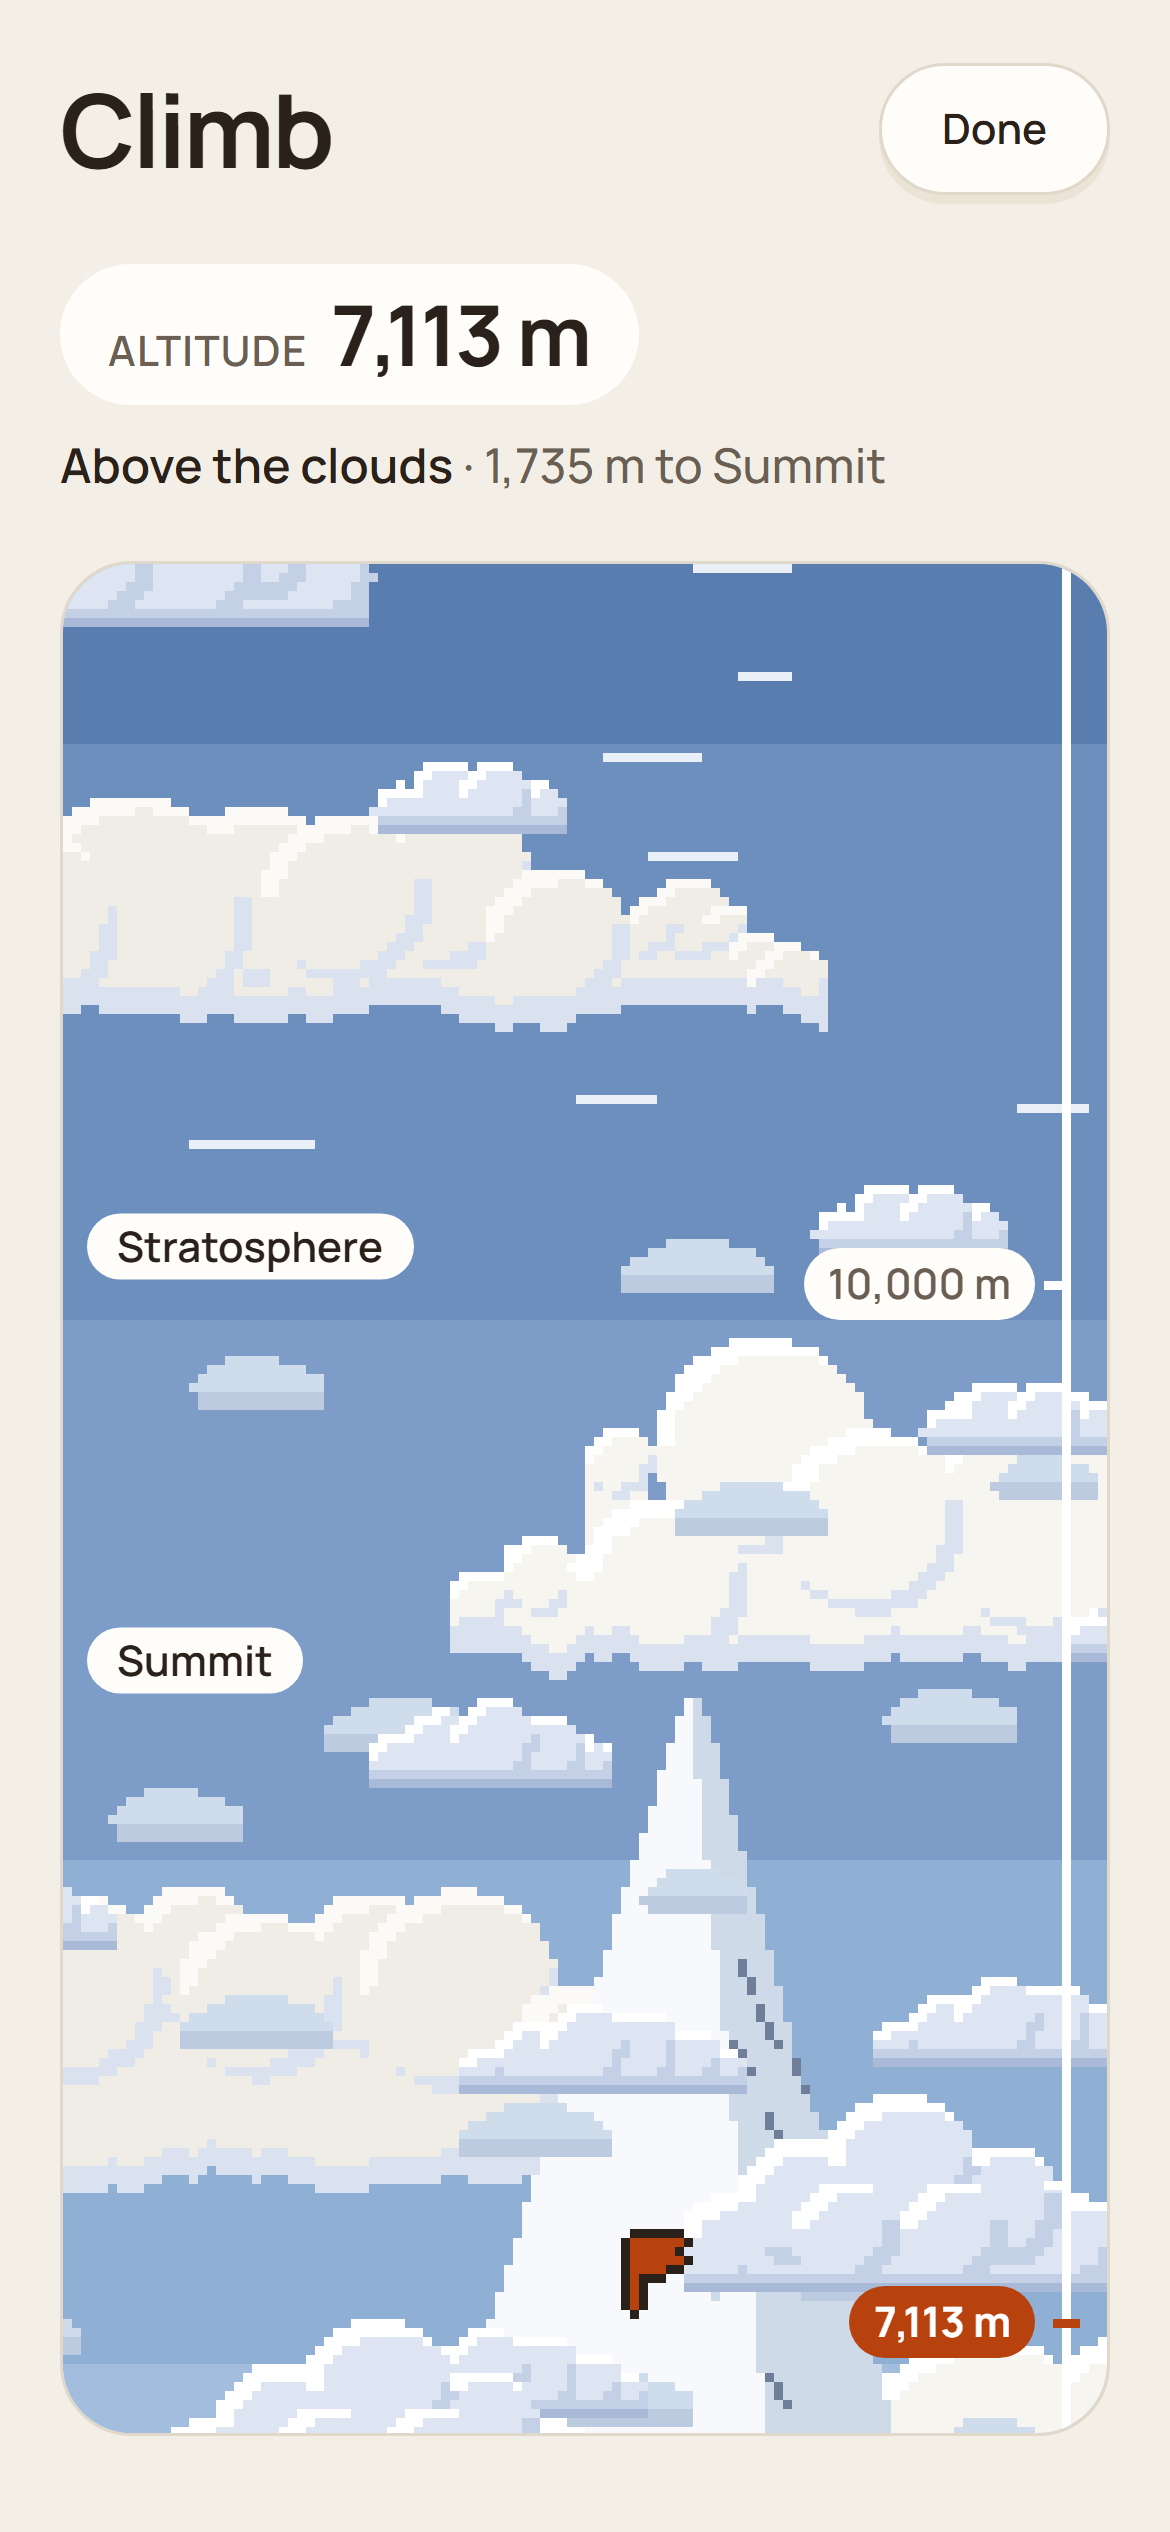 Climb
Done
ALTITUDE 7,113 m
Above the clouds · 1,735 m to Summit
Stratosphere
10,000 m
Summit
7,113 m